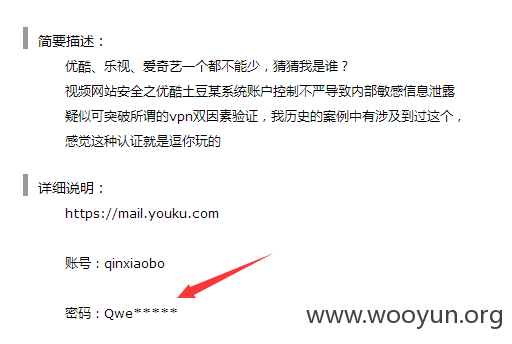 简要描述：
优酷、乐视、爱奇艺一个都不能少，猜猜我是谁？
视频网站安全之优酷土豆某系统账户控制不严导致内部敏感信息泄露
疑似可突破所谓的vpn双因素验证，我历史的案例中有涉及到过这个，
感觉这种认证就是逗你玩的
详细说明：
https://mail.youku.com
账号：qinxiaobo
密码：Qwe*****
www.wooyun.org